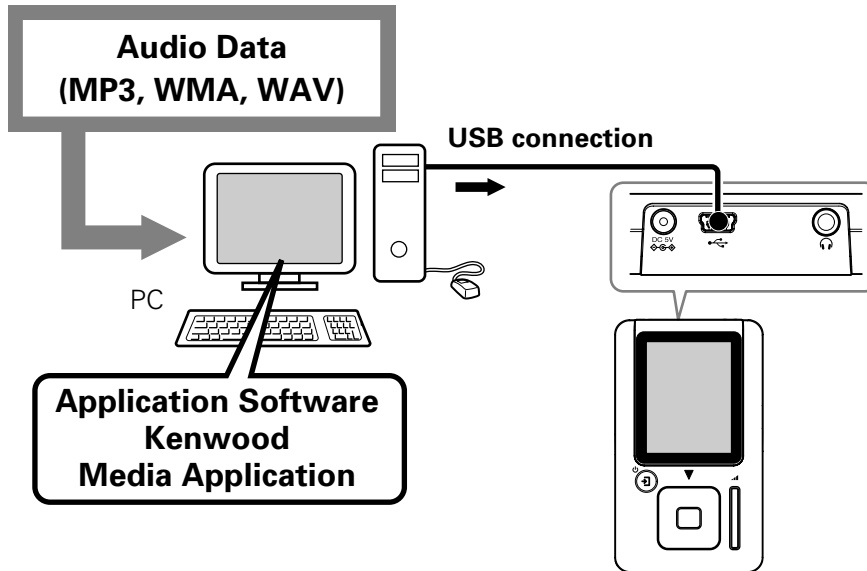 Audio Data
(MP3, WMA, WAV)
USB connection
DC 5V
PC
Application Software
Kenwood
Media Application